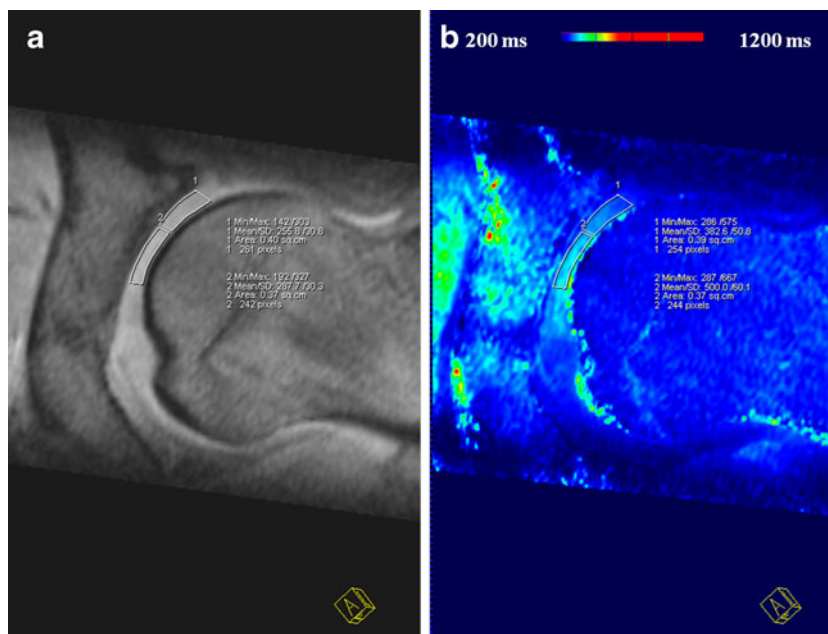 a
1
2
1 Min/Max: 142/303
1 Mean/SD: 255.8/30.8
1 Area: 0.40 sq.cm
1 261 pixels
2 Min/Max: 192/327
2 Mean/SD: 287.7/30.3
2 Area: 0.37 sq.cm
2 242 pixels
A
b
200 ms
1200 ms
1
2
1 Min/Max: 286/575
1 Mean/SD: 382.6/50.8
1 Area: 0.39 sq.cm
1 254 pixels
2 Min/Max: 287/667
2 Mean/SD: 500.0/60.1
2 Area: 0.37 sq.cm
2 244 pixels
A